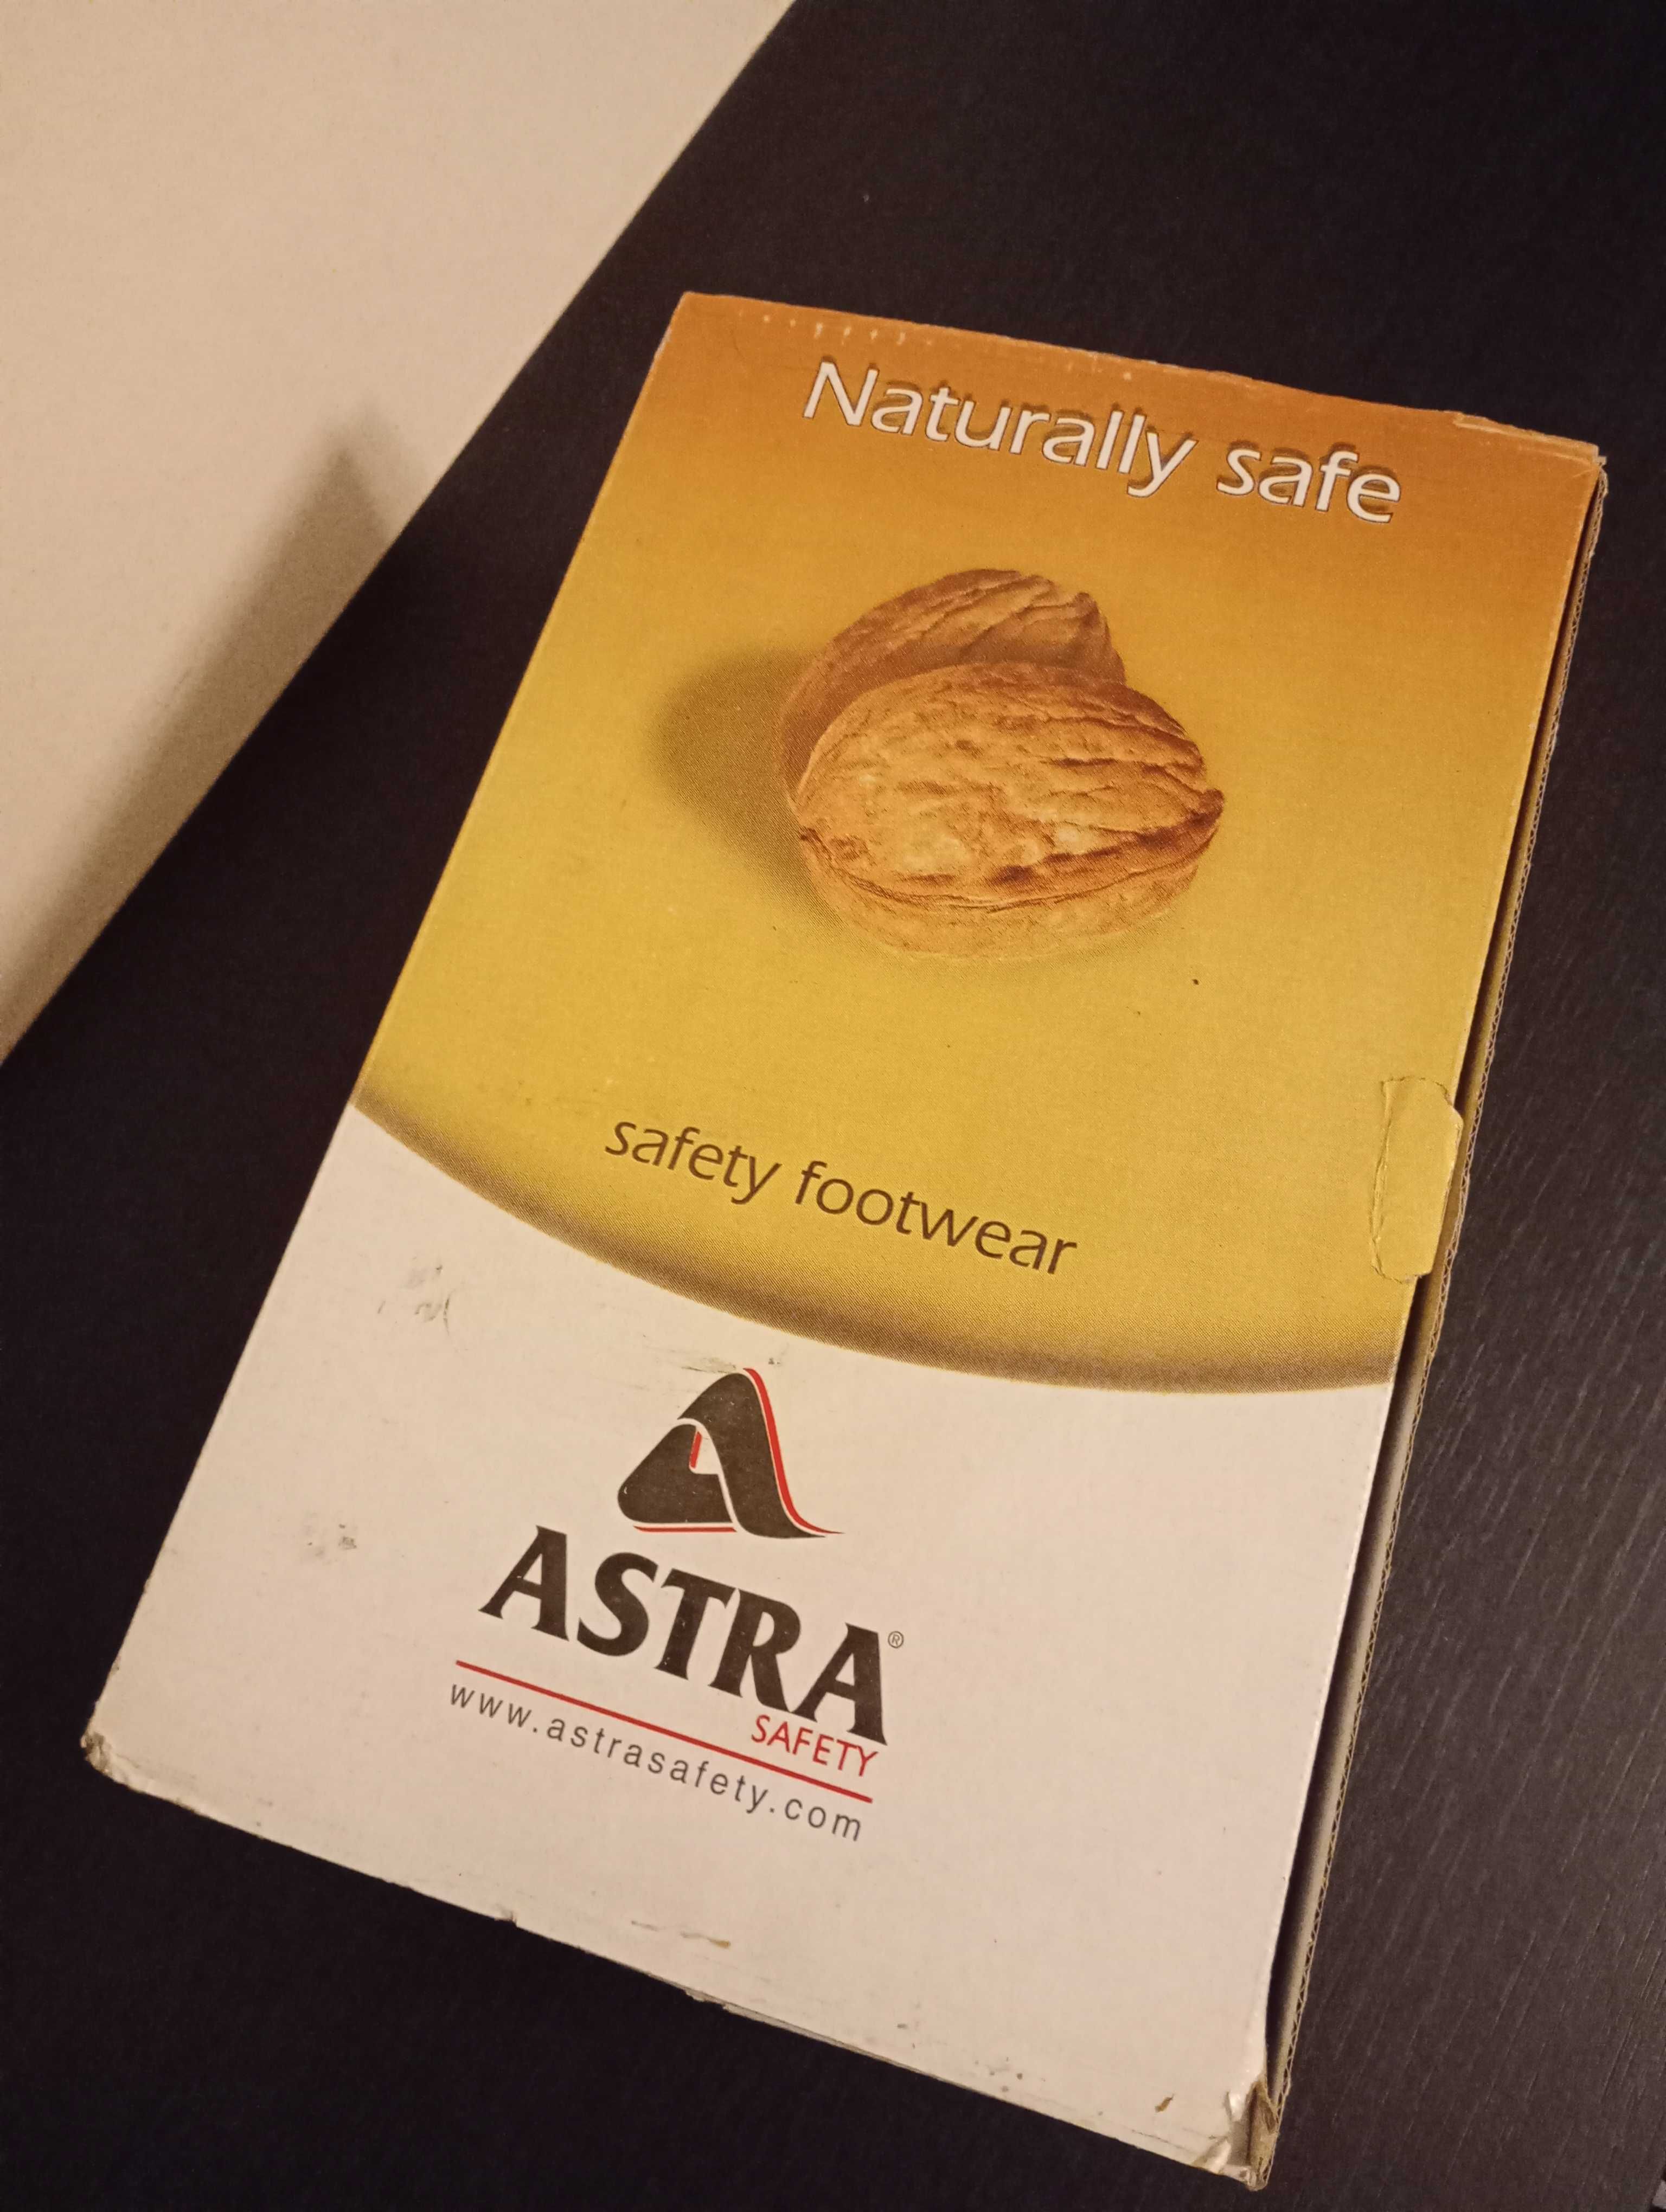 Naturally safe
safety footwear
ASTRA®
SAFETY
www.astrasafety.com